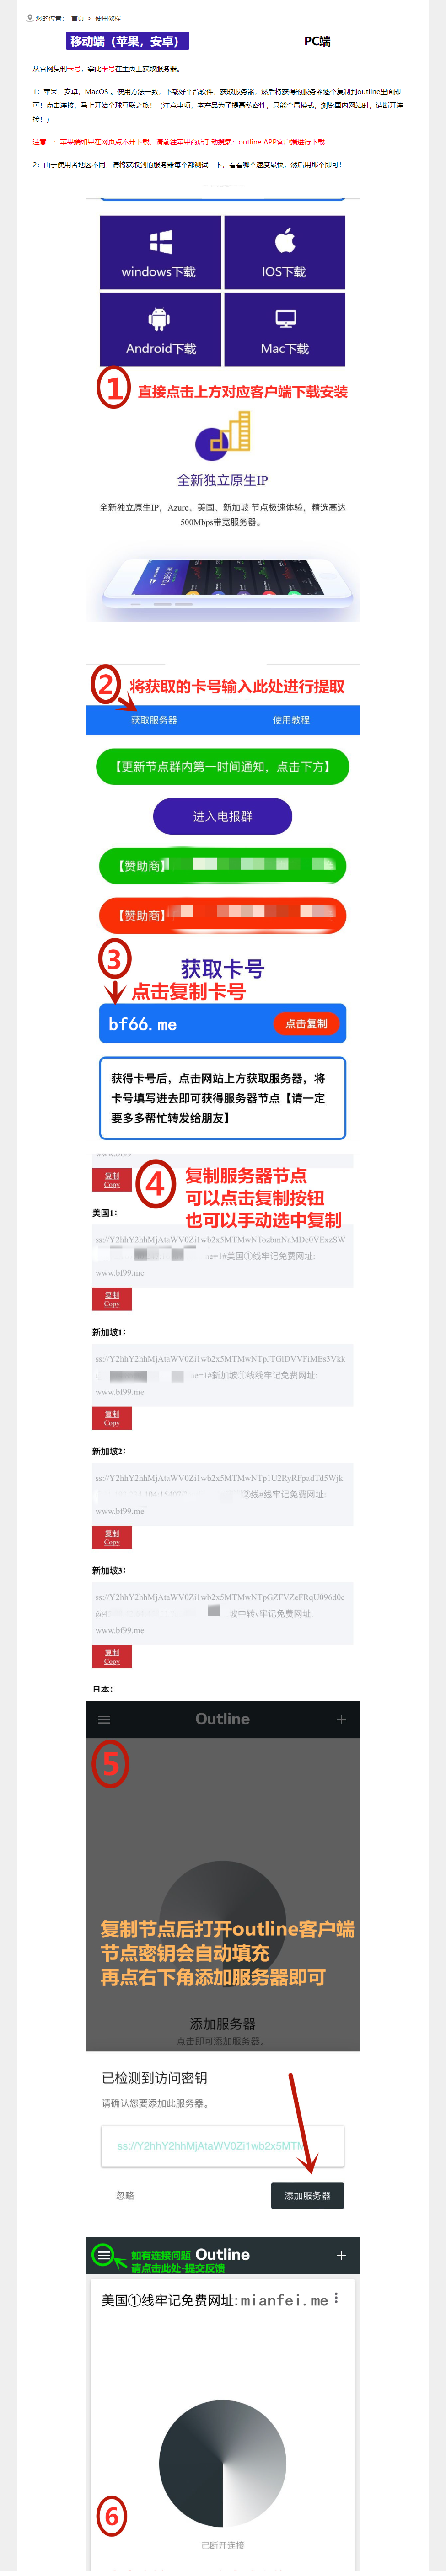 您的位置： 首页 > 使用教程
移动端（苹果，安卓）
PC端
从官网复制卡号，拿此卡号在主页上获取服务器。
1：苹果，安卓，MacOS 。使用方法一致，下载好平台软件，获取服务器，然后将获得的服务器逐个复制到outline里面即
可！点击连接，马上开始全球互联之旅！（注意事项，本产品为了提高私密性，只能全局模式，浏览国内网站时，请断开连
接！）
注意！：苹果端如果在网页点不开下载，请前往苹果商店手动搜索：outline APP客户端进行下载
2：由于使用者地区不同，请将获取到的服务器每个都测试一下，看看哪个速度最快，然后用那个即可！
windows下载
IOS下载
Android下载
Mac下载
1
直接点击上方对应客户端下载安装
全新独立原生IP
全新独立原生IP，Azure、美国、新加坡 节点极速体验，精选高达
500Mbps带宽服务器。
2
将获取的卡号输入此处进行提取
获取服务器
使用教程
【更新节点群内第一时间通知，点击下方】
进入电报群
【赞助商】
【赞助商】
3
获取卡号
点击复制卡号
bf66.me
点击复制
获得卡号后，点击网站上方获取服务器，将
卡号填写进去即可获得服务器节点【请一定
要多多帮忙转发给朋友】
www.bf99
复制
Copy
4
复制服务器节点
可以点击复制按钮
也可以手动选中复制
美国1：
ss://Y2hhY2hhMjAtaWV0Zi1wb2x5MTMwNTozbmNaMDc0VExzSW
=1#美国①线牢记免费网址:
www.bf99.me
复制
Copy
新加坡1：
ss://Y2hhY2hhMjAtaWV0Zi1wb2x5MTMwNTpJTGlDVVFiMEs3Vkk
=1#新加坡①线线牢记免费网址:
www.bf99.me
复制
Copy
新加坡2：
ss://Y2hhY2hhMjAtaWV0Zi1wb2x5MTMwNTp1U2RyRFpadTd5Wjk
②线#线牢记免费网址:
www.bf99.me
复制
Copy
新加坡3：
ss://Y2hhY2hhMjAtaWV0Zi1wb2x5MTMwNTpGZFVZeFRqU096d0c
中转v牢记免费网址:
www.bf99.me
复制
Copy
日本：
Outline
5
复制节点后打开outline客户端
节点密钥会自动填充
再点右下角添加服务器即可
添加服务器
点击即可添加服务器。
已检测到访问密钥
请确认您要添加此服务器。
ss://Y2hhY2hhMjAtaWV0Zi1wb2x5MTM
忽略
添加服务器
如有连接问题
请点击此处-提交反馈
Outline
美国①线牢记免费网址:mianfei.me
6
已断开连接